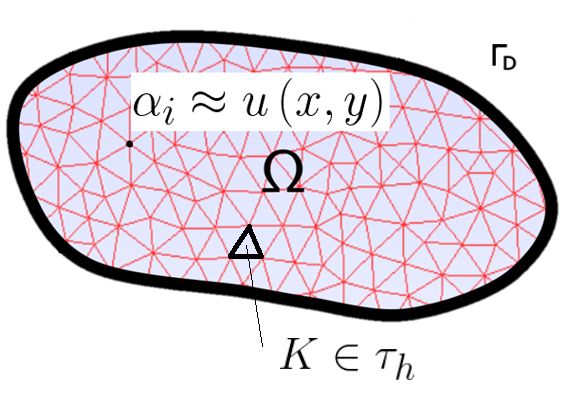 Γ_D
α_i ≈ u (x, y)
Ω
K ∈ τ_h